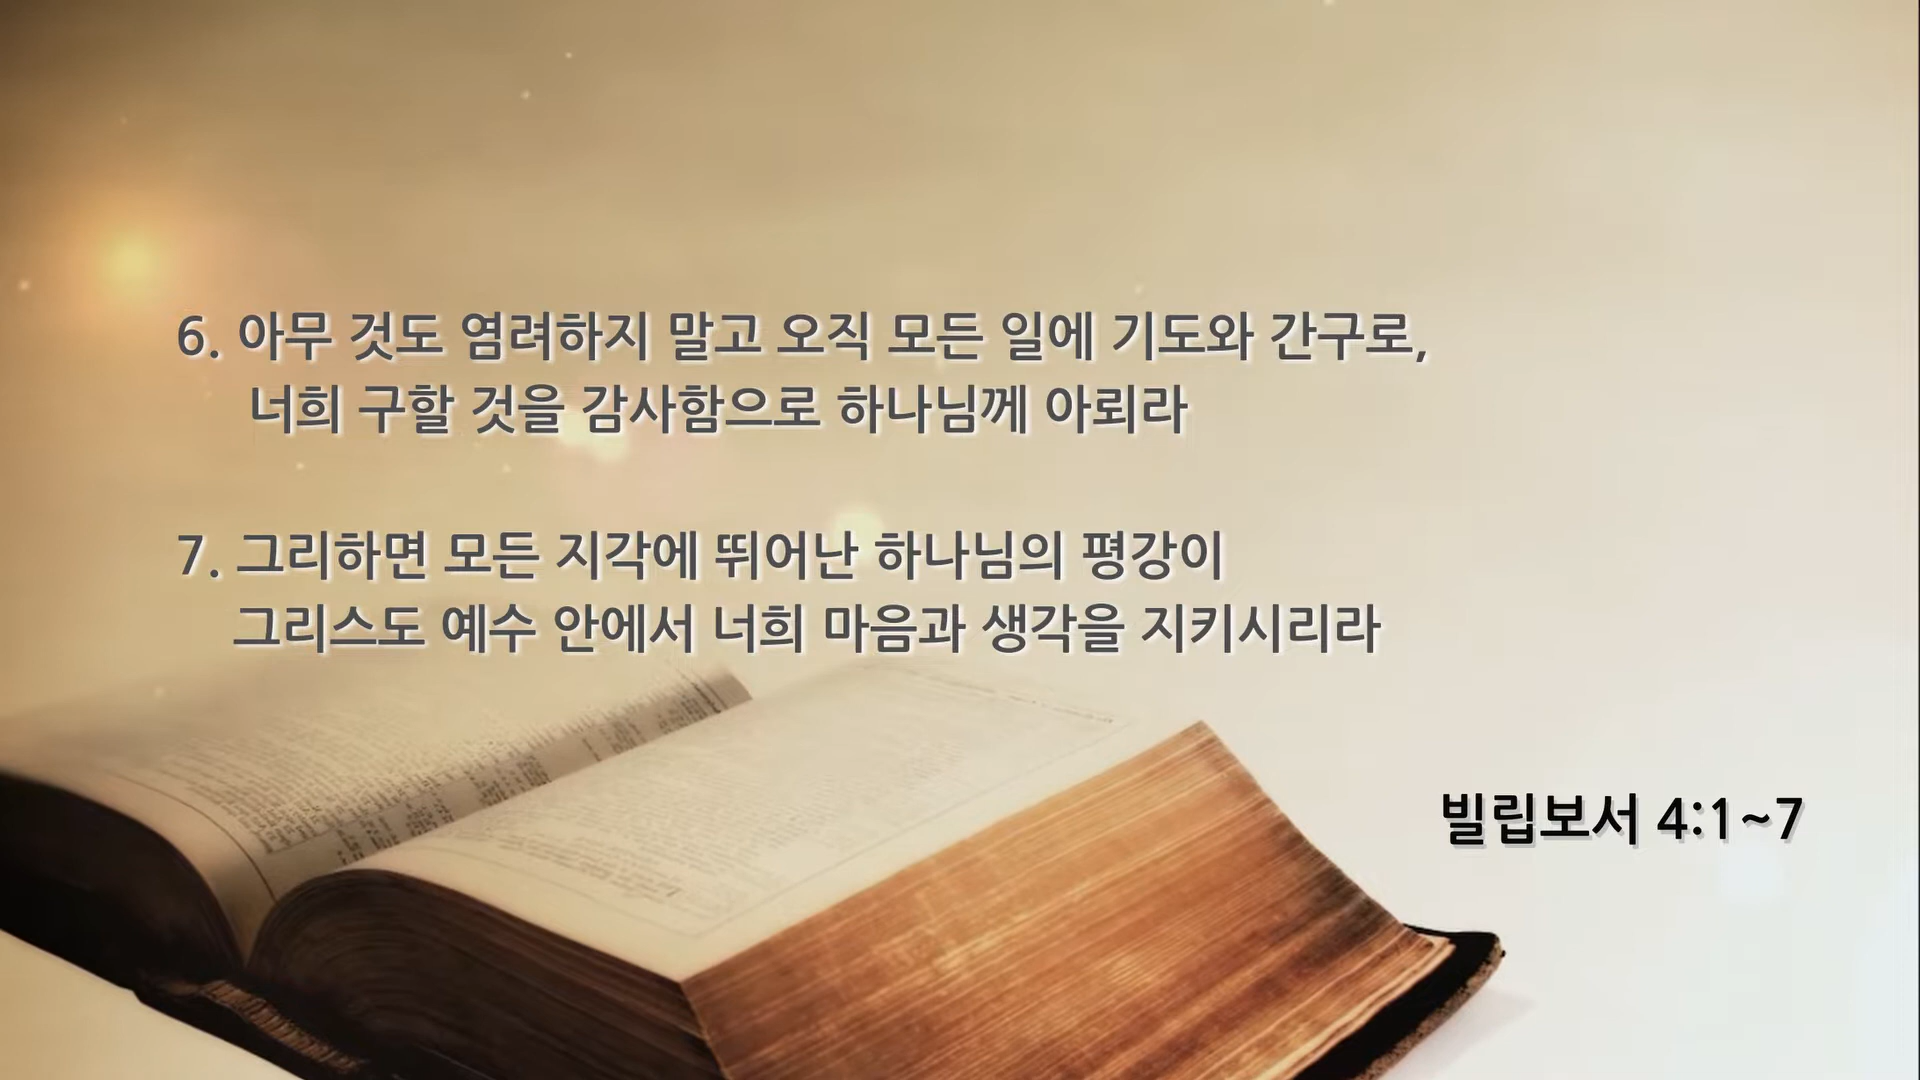 6. 아무 것도 염려하지 말고 오직 모든 일에 기도와 간구로,
너희 구할 것을 감사함으로 하나님께 아뢰라
7. 그리하면 모든 지각에 뛰어난 하나님의 평강이
그리스도 예수 안에서 너희 마음과 생각을 지키시리라
빌립보서 4:1~7